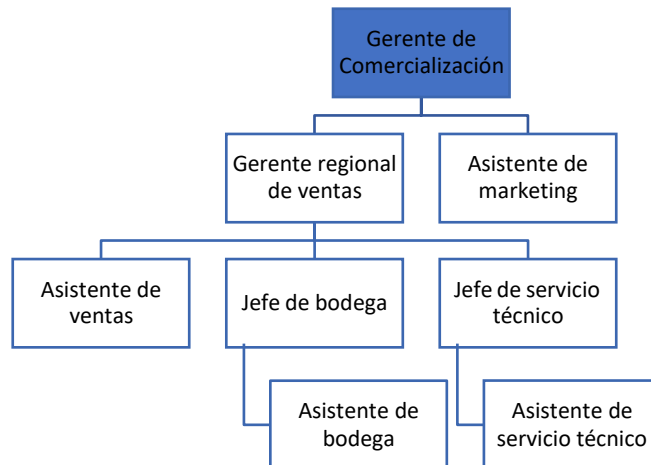 Gerente de
Comercialización
Gerente regional
de ventas
Asistente de
marketing
Asistente de
ventas
Jefe de bodega
Jefe de servicio
técnico
Asistente de
bodega
Asistente de
servicio técnico